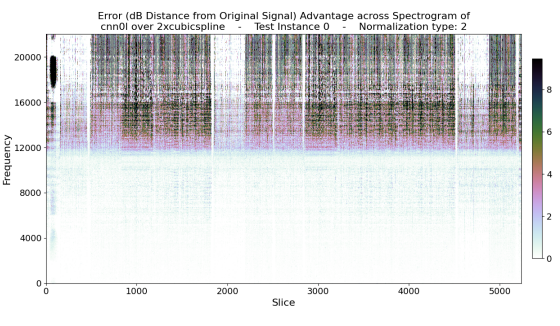 Error (dB Distance from Original Signal) Advantage across Spectrogram of
cnn0l over 2xcubicspline - Test Instance 0 - Normalization type: 2
20000
16000
12000
8000
4000
0
Frequency
0 1000 2000 3000 4000 5000
Slice
8
6
4
2
0